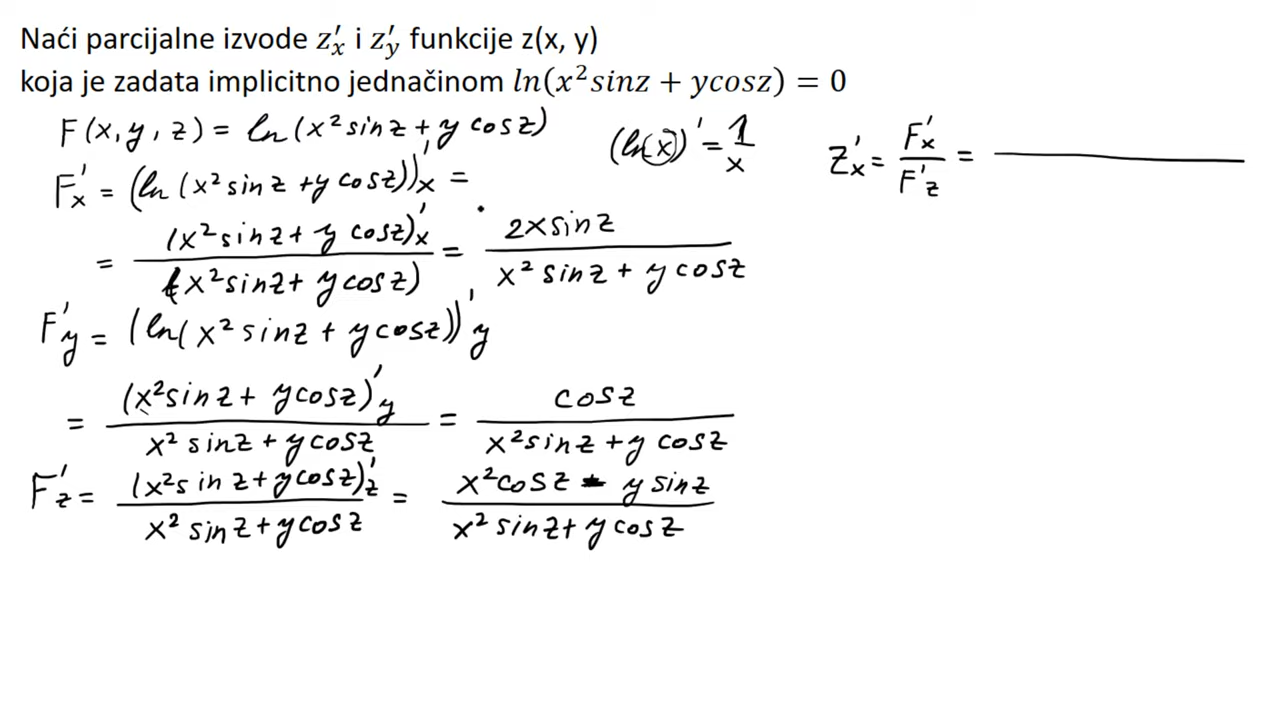 Naći parcijalne izvode z'ₓ i z'ᵧ funkcije z(x, y)
koja je zadata implicitno jednačinom ln(x²sinz + ycosz) = 0
F(x, y, z) = ln(x² sin z + y cos z)
(ln(x))' = 1/x
z'ₓ = F'ₓ / F'_z =
F'ₓ = (ln(x² sin z + y cos z))'ₓ =
= (x² sin z + y cos z)'ₓ / (x² sin z + y cos z) = 2x sin z / (x² sin z + y cos z)
F'ᵧ = (ln(x² sin z + y cos z))'ᵧ
= (x² sin z + y cos z)'ᵧ / (x² sin z + y cos z) = cos z / (x² sin z + y cos z)
F'_z = (x² sin z + y cos z)'_z / (x² sin z + y cos z) = (x² cos z - y sin z) / (x² sin z + y cos z)